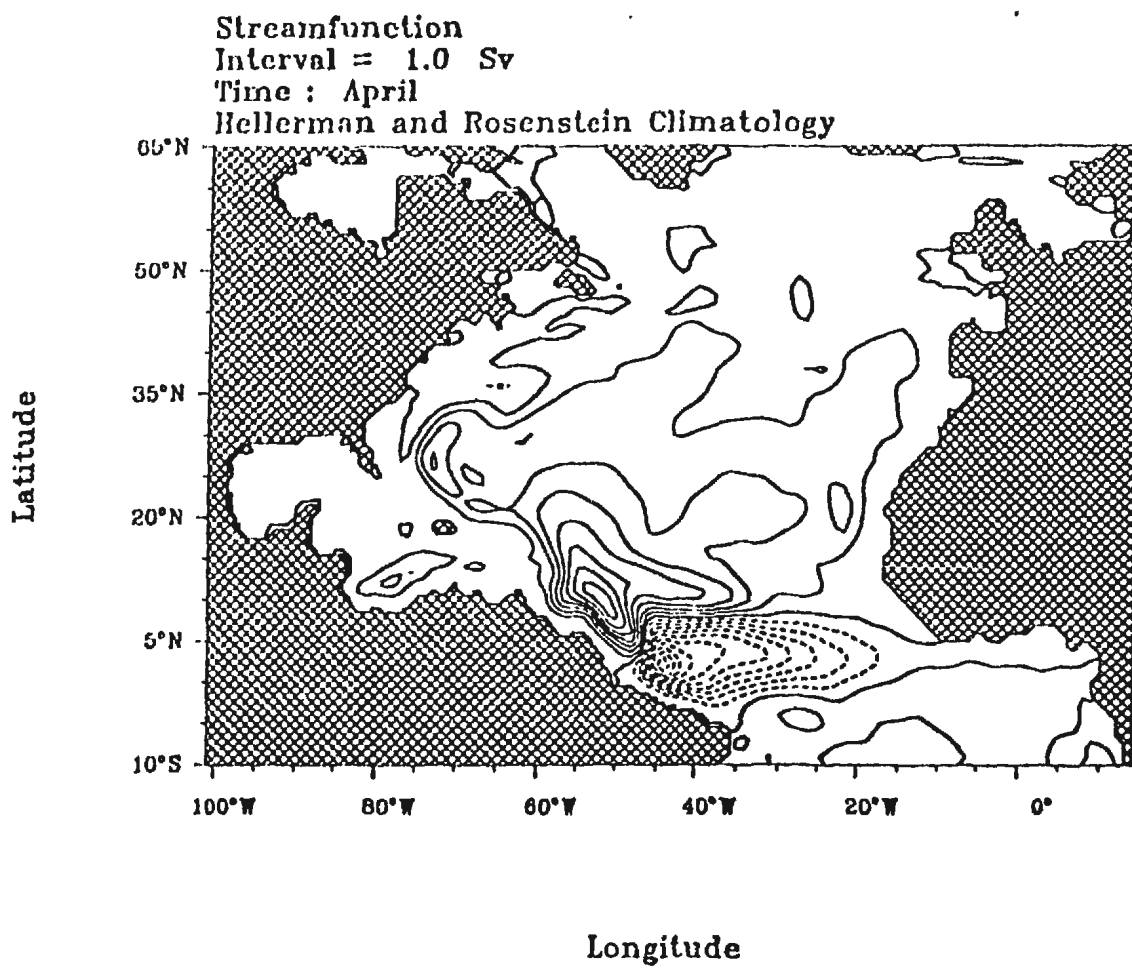 Streamfunction
Interval = 1.0 Sv
Time : April
Hellerman and Rosenstein Climatology
65°N
50°N
35°N
20°N
5°N
10°S
Latitude
100°W 80°W 60°W 40°W 20°W 0°
Longitude